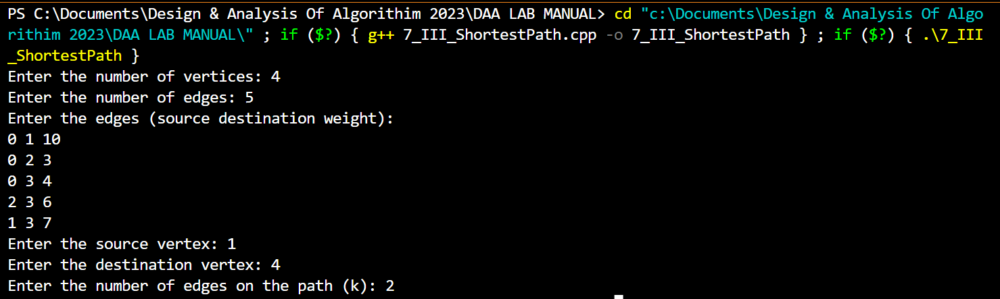 PS C:\Documents\Design & Analysis Of Algorithim 2023\DAA LAB MANUAL> cd "c:\Documents\Design & Analysis Of Algo
rithim 2023\DAA LAB MANUAL\" ; if ($?) { g++ 7_III_ShortestPath.cpp -o 7_III_ShortestPath } ; if ($?) { .\7_III
_ShortestPath }
Enter the number of vertices: 4
Enter the number of edges: 5
Enter the edges (source destination weight):
0 1 10
0 2 3
0 3 4
2 3 6
1 3 7
Enter the source vertex: 1
Enter the destination vertex: 4
Enter the number of edges on the path (k): 2